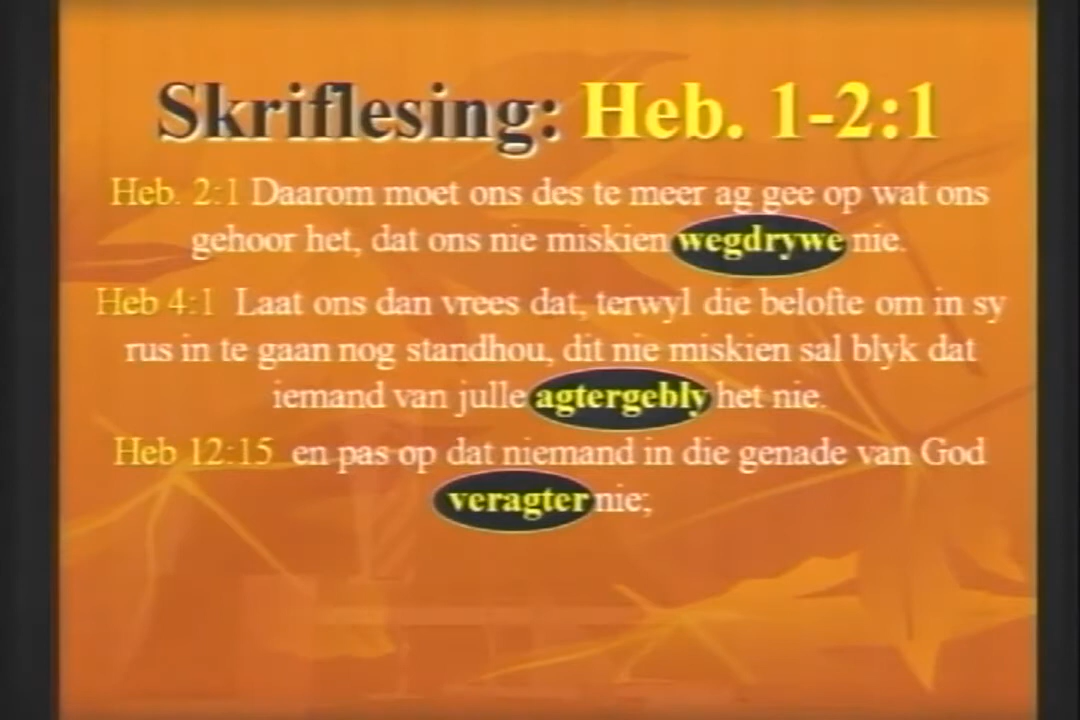 Skriflesing: Heb. 1-2:1
Heb. 2:1 Daarom moet ons des te meer ag gee op wat ons
gehoor het, dat ons nie miskien wegdrywe nie.
Heb 4:1 Laat ons dan vrees dat, terwyl die belofte om in sy
rus in te gaan nog standhou, dit nie miskien sal blyk dat
iemand van julle agtergebly het nie.
Heb 12:15 en pas op dat niemand in die genade van God
veragter nie;